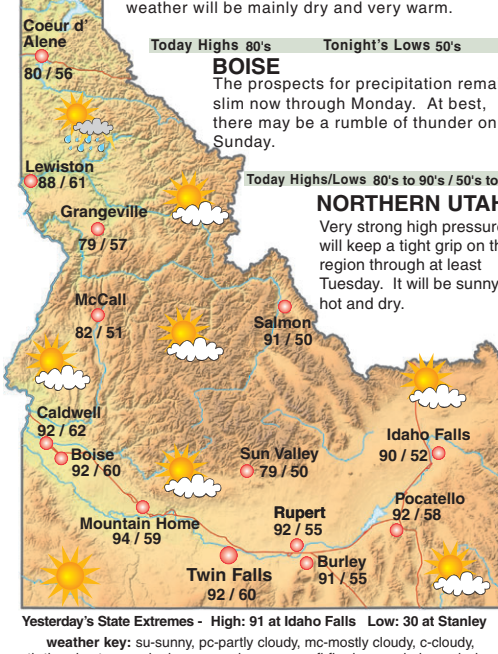 weather will be mainly dry and very warm.
Coeur d'
Alene
80 / 56
Today Highs 80's Tonight's Lows 50's
BOISE
The prospects for precipitation rema
slim now through Monday. At best,
there may be a rumble of thunder on
Sunday.
Lewiston
88 / 61
Today Highs/Lows 80's to 90's / 50's to
NORTHERN UTAH
Very strong high pressure
will keep a tight grip on th
region through at least
Tuesday. It will be sunny,
hot and dry.
Grangeville
79 / 57
McCall
82 / 51
Salmon
91 / 50
Caldwell
92 / 62
Boise
92 / 60
Sun Valley
79 / 50
Idaho Falls
90 / 52
Pocatello
92 / 58
Mountain Home
94 / 59
Rupert
92 / 55
Burley
91 / 55
Twin Falls
92 / 60
Yesterday's State Extremes - High: 91 at Idaho Falls Low: 30 at Stanley
weather key: su-sunny, pc-partly cloudy, mc-mostly cloudy, c-cloudy,